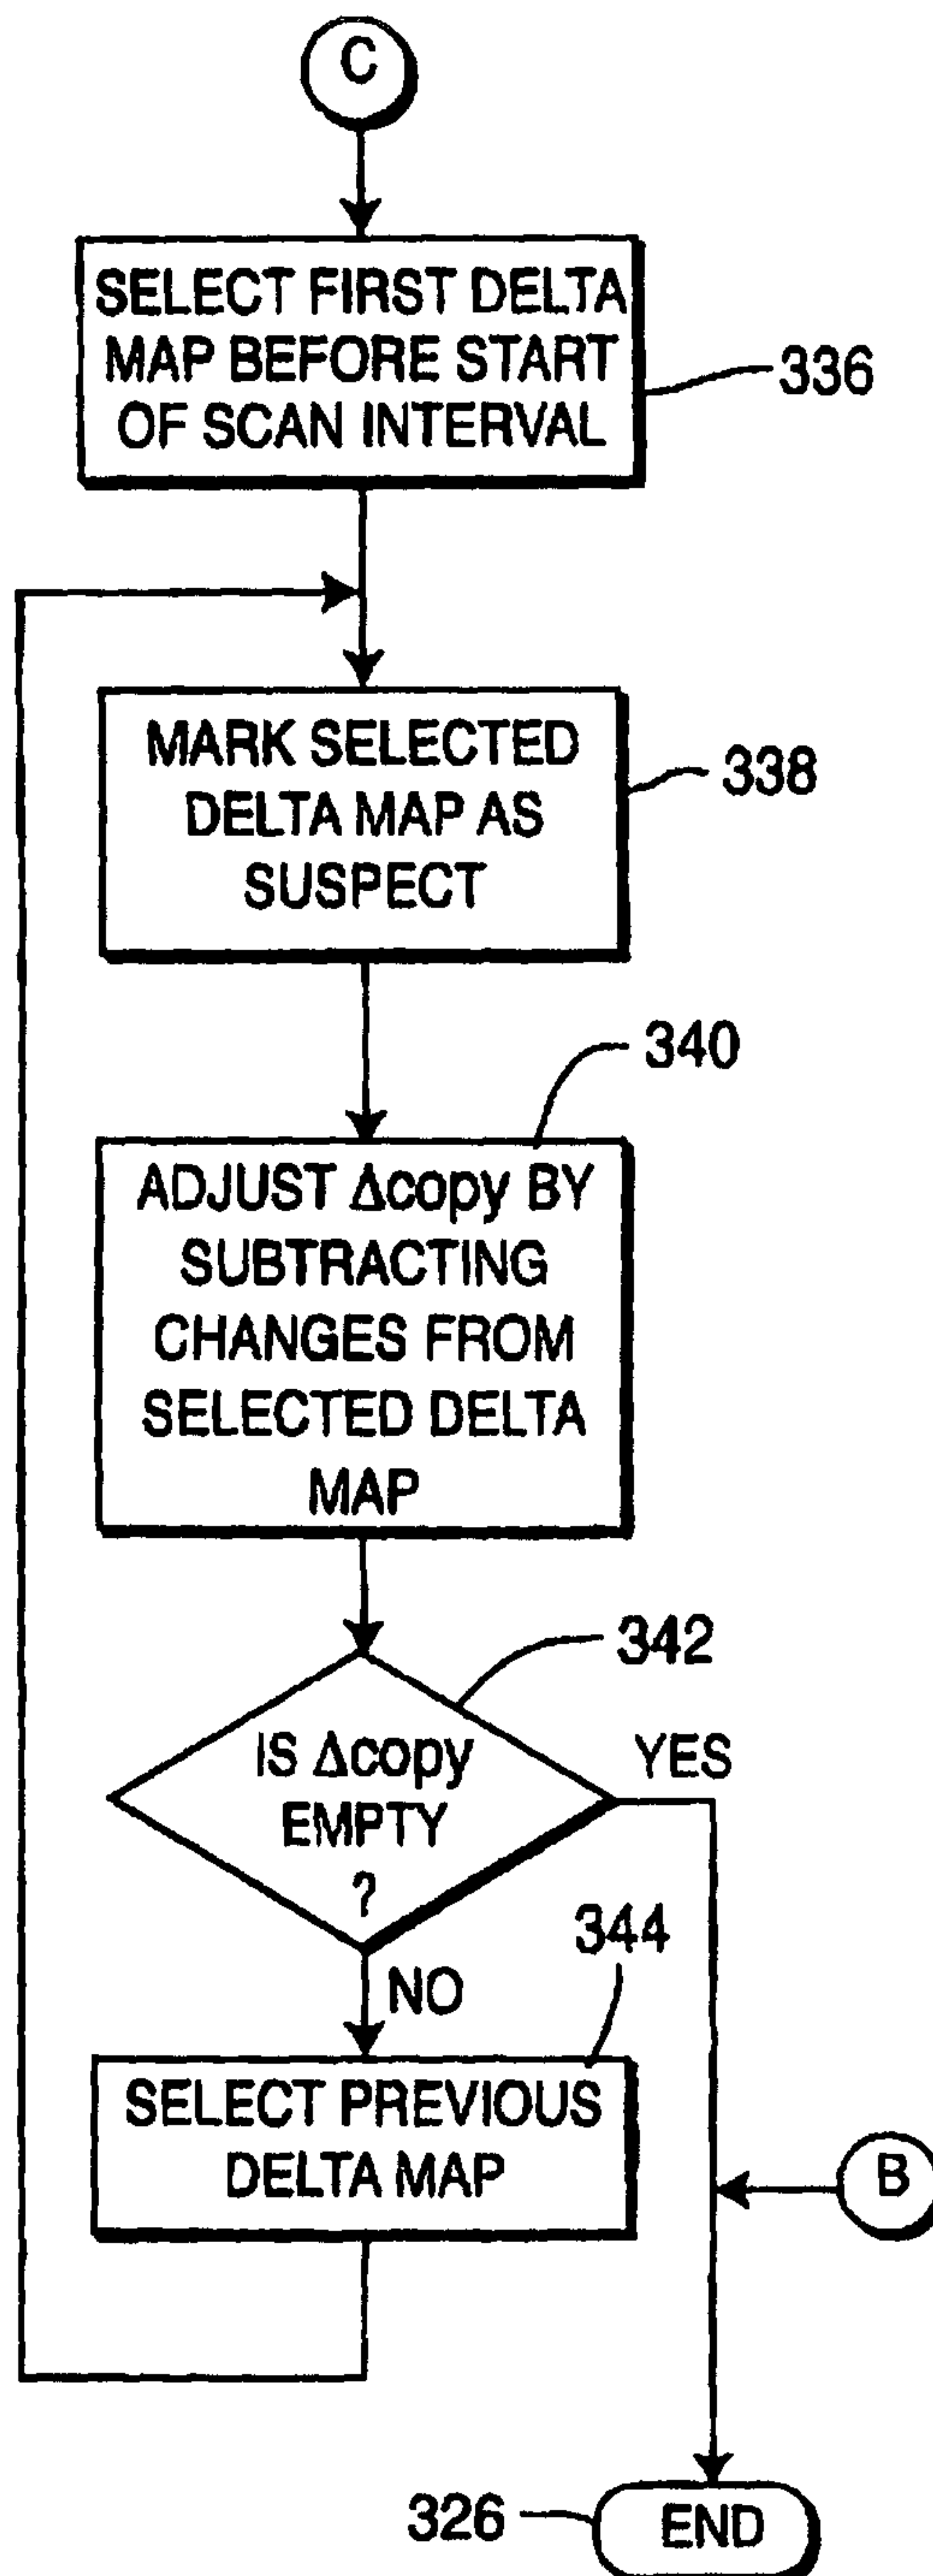 C
SELECT FIRST DELTA
MAP BEFORE START
OF SCAN INTERVAL
336
MARK SELECTED
DELTA MAP AS
SUSPECT
338
340
ADJUST Δcopy BY
SUBTRACTING
CHANGES FROM
SELECTED DELTA
MAP
342
IS Δcopy
EMPTY
?
YES
NO
344
SELECT PREVIOUS
DELTA MAP
B
326
END